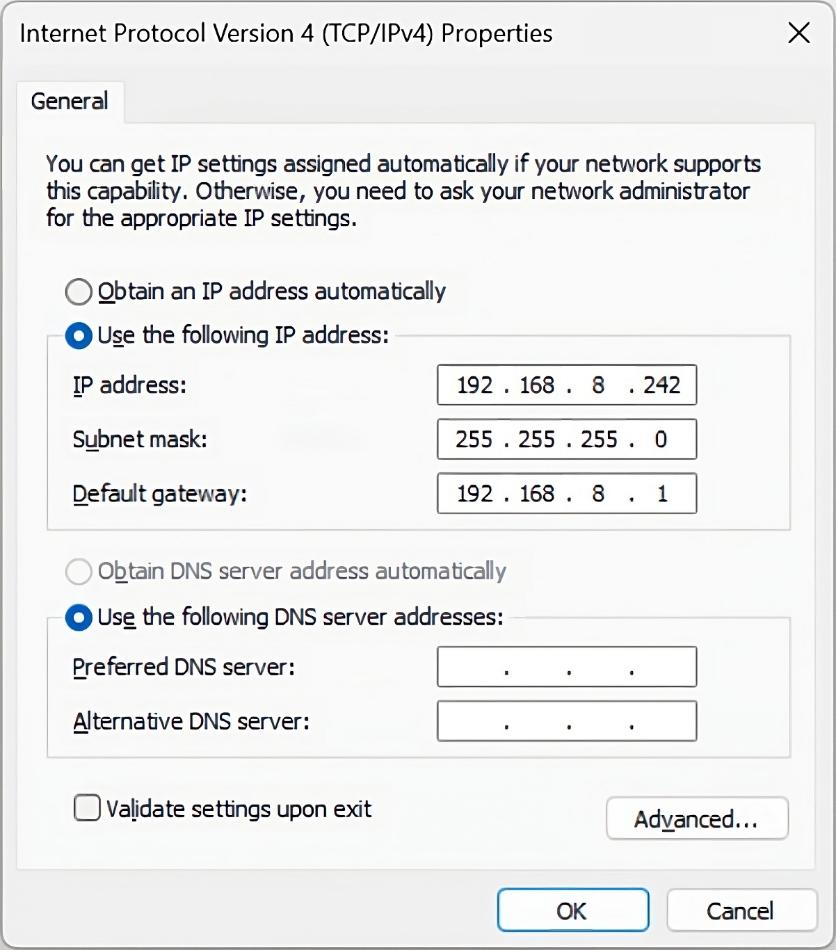 Internet Protocol Version 4 (TCP/IPv4) Properties
General
You can get IP settings assigned automatically if your network supports
this capability. Otherwise, you need to ask your network administrator
for the appropriate IP settings.
Obtain an IP address automatically
Use the following IP address:
IP address: 192 . 168 . 8 . 242
Subnet mask: 255 . 255 . 255 . 0
Default gateway: 192 . 168 . 8 . 1
Obtain DNS server address automatically
Use the following DNS server addresses:
Preferred DNS server: . . .
Alternative DNS server: . . .
Validate settings upon exit
Advanced...
OK Cancel